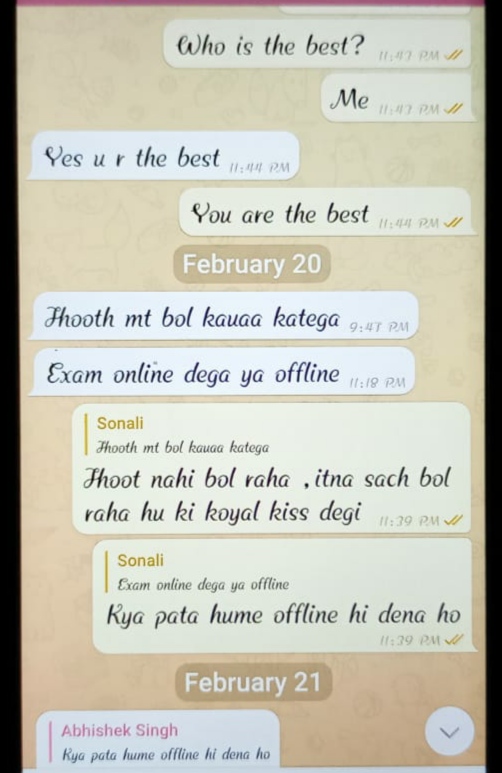 Who is the best? 11:43 PM
Me 11:43 PM
Yes u r the best 11:44 PM
You are the best 11:44 PM
February 20
Jhooth mt bol kauaa katega 9:47 PM
Exam online dega ya offline 11:18 PM
Sonali
Jhooth mt bol kauaa katega
Jhoot nahi bol raha ,itna sach bol
raha hu ki koyal kiss degi 11:39 PM
Sonali
Exam online dega ya offline
Kya pata hume offline hi dena ho
11:39 PM
February 21
Abhishek Singh
Kya pata hume offline hi dena ho